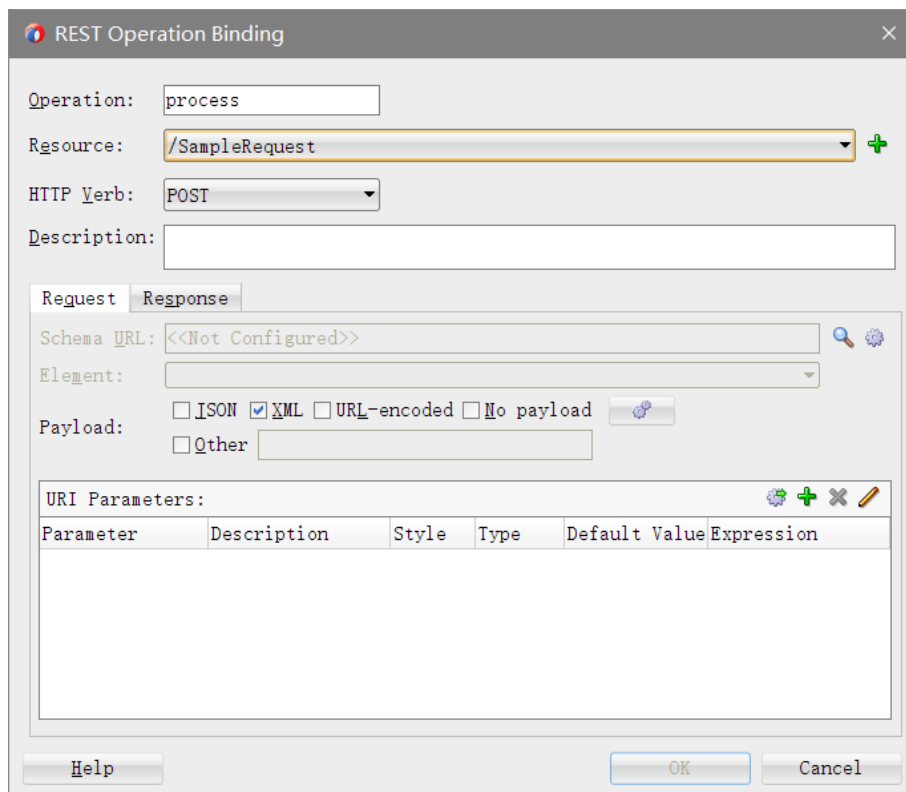 REST Operation Binding
Operation: process
Resource: /SampleRequest
HTTP Verb: POST
Description:
Request Response
Schema URL: <<Not Configured>>
Element:
Payload: JSON XML URL-encoded No payload
Other
URI Parameters:
Parameter Description Style Type Default Value Expression
Help OK Cancel